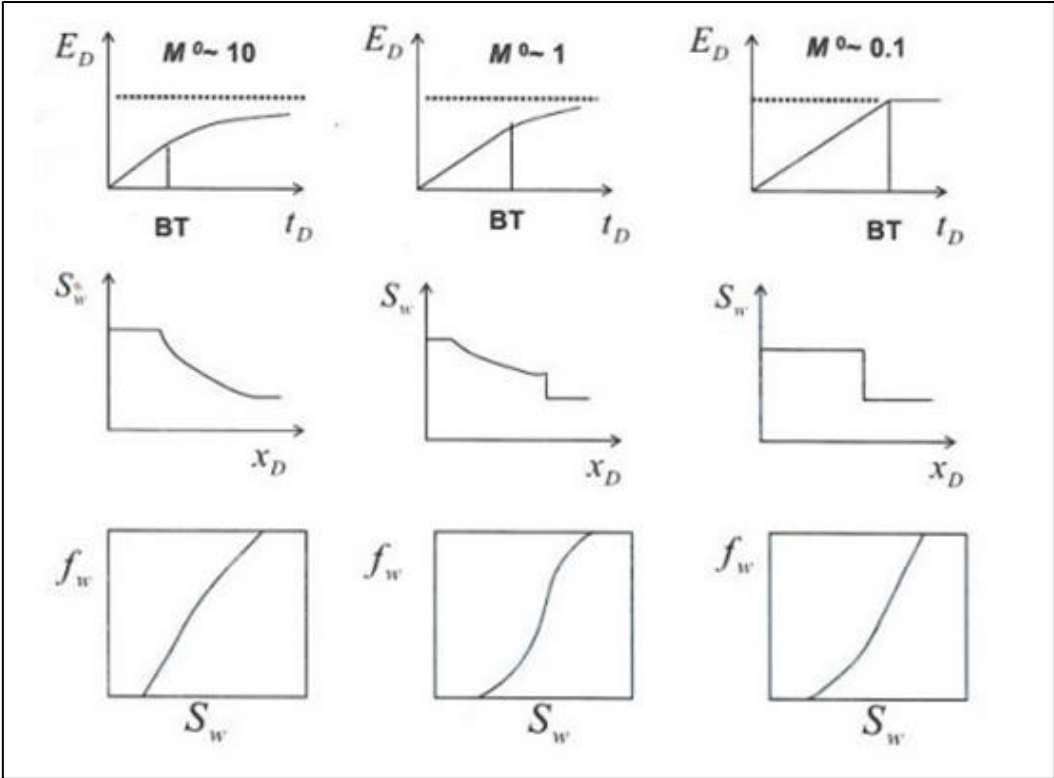 E_D M⁰~ 10 E_D M⁰~ 1 E_D M⁰~ 0.1
BT t_D BT t_D BT t_D
S_w S_w S_w
x_D x_D x_D
f_w f_w f_w
S_w S_w S_w